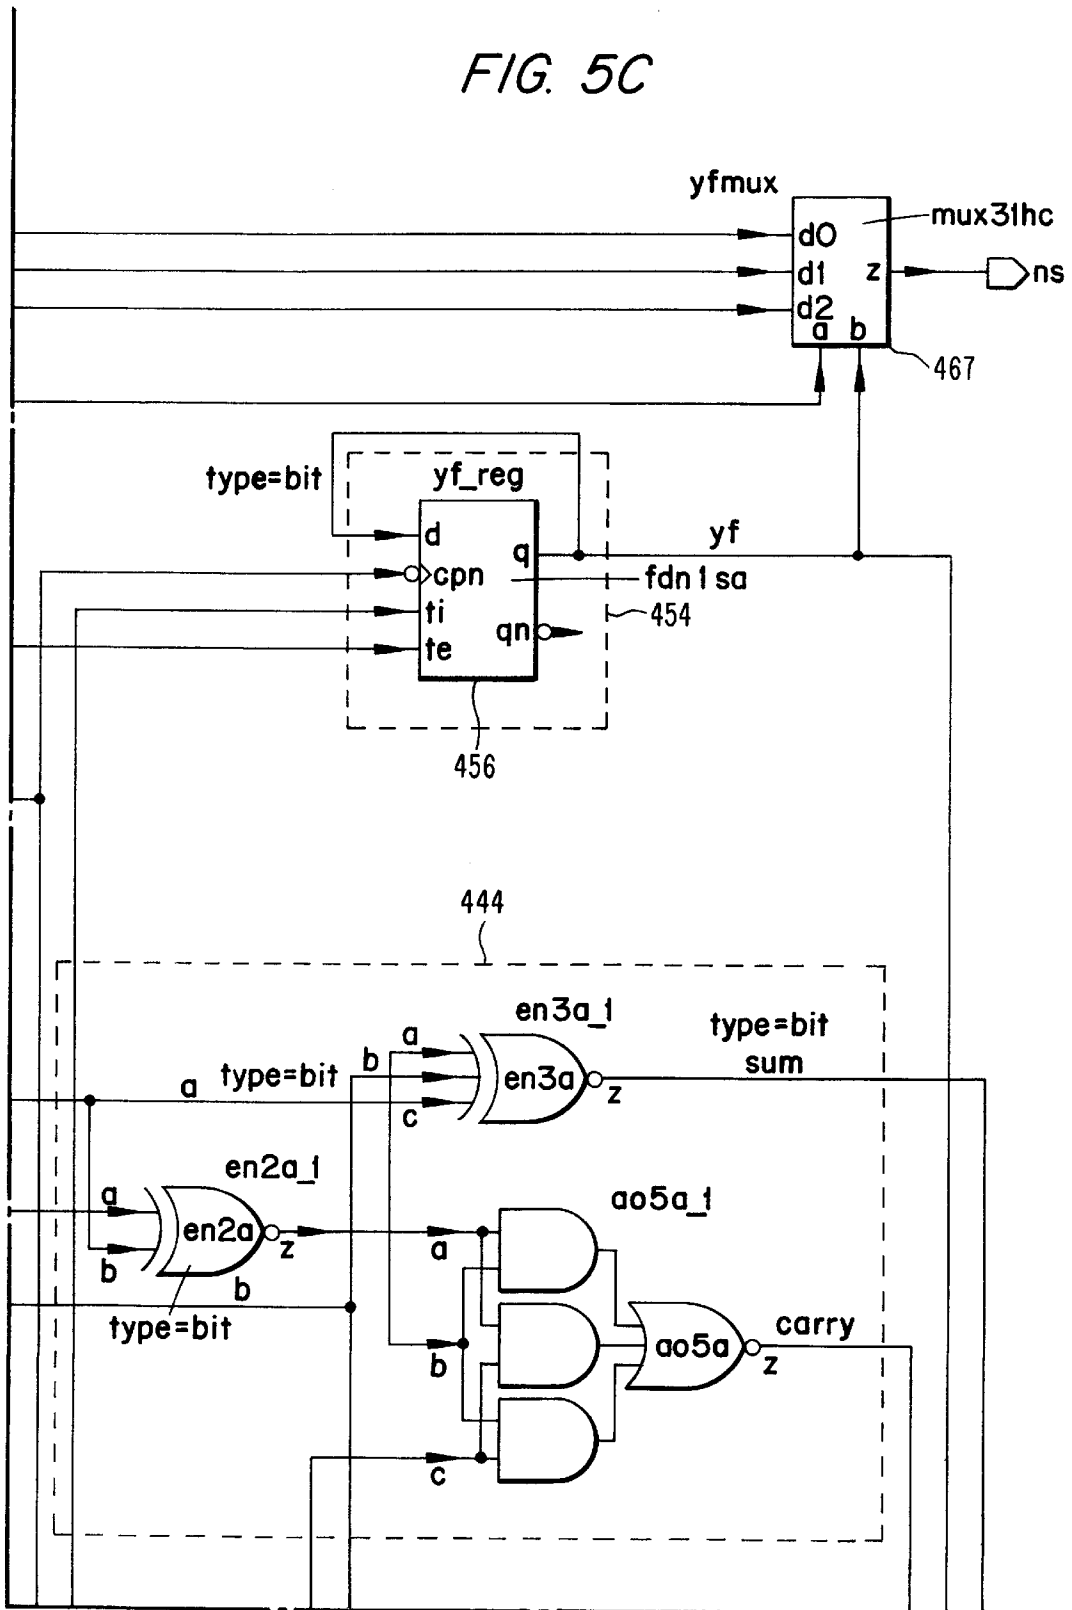 FIG. 5C
yfmux
mux31hc
d0
d1
z
ns
d2
a b
467
type=bit
yf_reg
d
q
yf
cpn
fdn1sa
ti
454
qn
te
456
444
en3a_1
a
type=bit
b
sum
type=bit
en3a
a
z
c
en2a_1
a
ao5a_1
en2a
z
a
b
b
type=bit
carry
ao5a
b
z
c